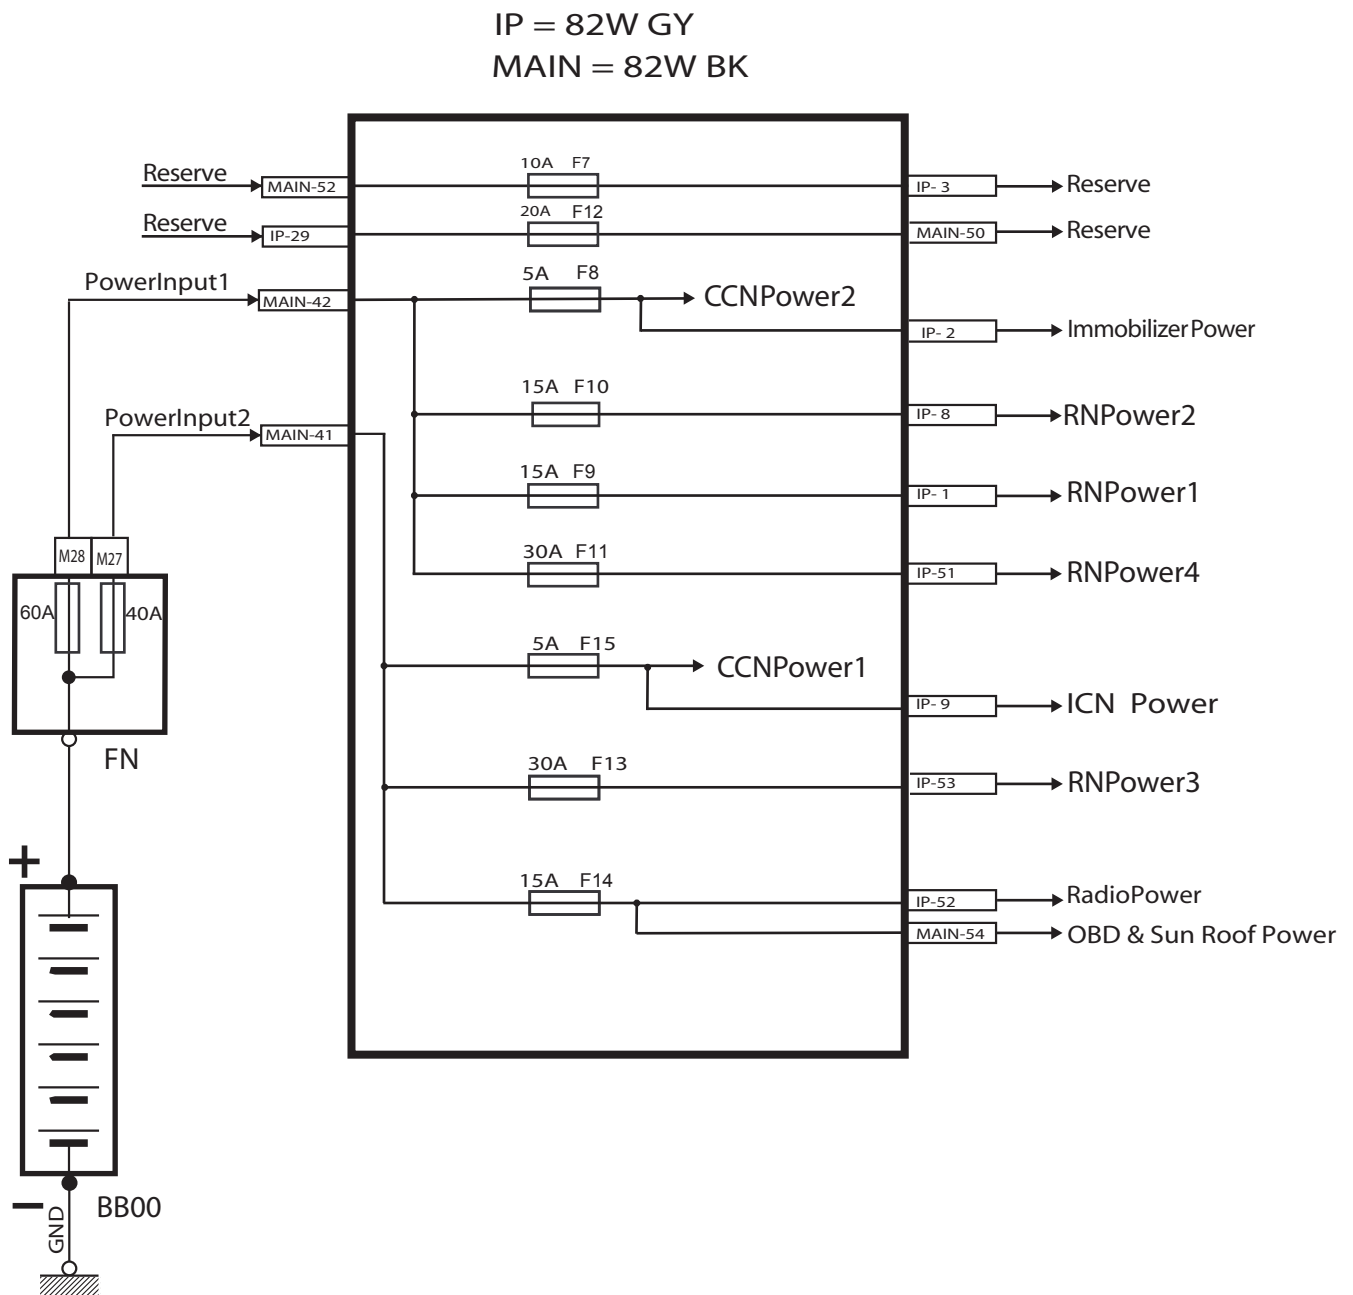 IP = 82W GY
MAIN = 82W BK
10A F7
Reserve
MAIN-52
IP- 3
Reserve
20A F12
Reserve
IP-29
MAIN-50
Reserve
5A F8
PowerInput1
MAIN-42
CCNPower2
IP- 2
ImmobilizerPower
15A F10
PowerInput2
MAIN-41
IP- 8
RNPower2
15A F9
IP- 1
RNPower1
30A F11
M28
M27
IP-51
RNPower4
60A
40A
5A F15
CCNPower1
IP- 9
ICN Power
FN
30A F13
IP-53
RNPower3
+
15A F14
IP-52
RadioPower
MAIN-54
OBD & Sun Roof Power
–
BB00
GND